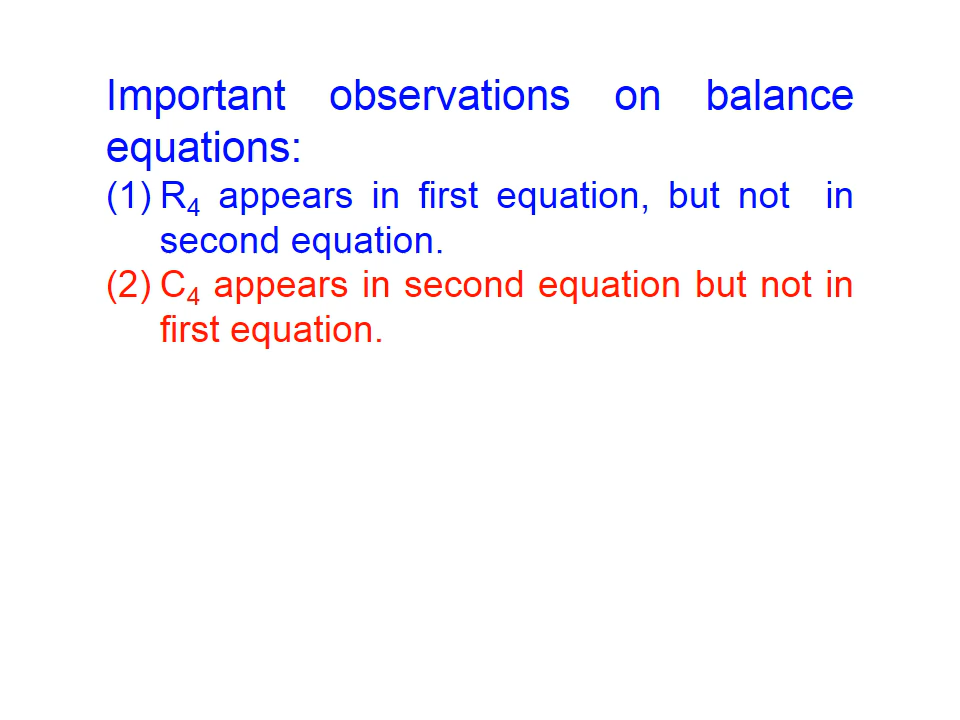 Important observations on balance
equations:
(1) R₄ appears in first equation, but not in
second equation.
(2) C₄ appears in second equation but not in
first equation.